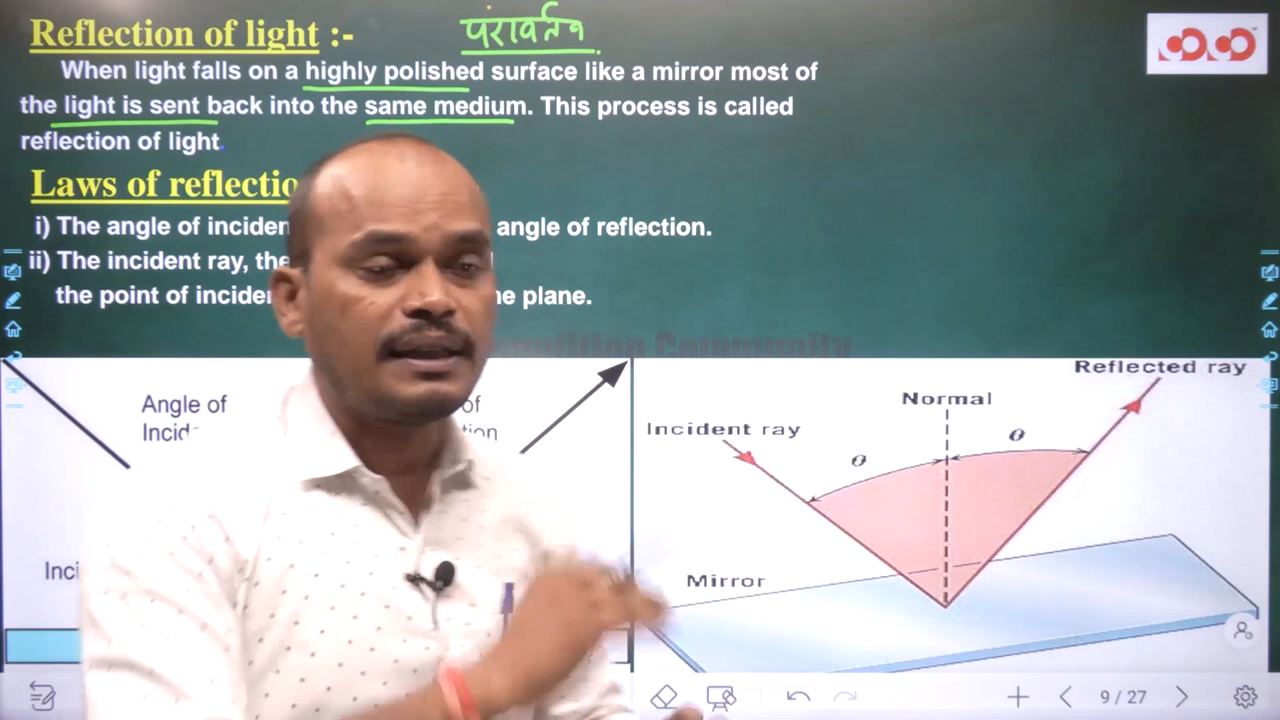 Reflection of light :- परावर्तन
When light falls on a highly polished surface like a mirror most of
the light is sent back into the same medium. This process is called
reflection of light.
Laws of reflectio
i) The angle of inciden angle of reflection.
ii) The incident ray, the
the point of inciden ne plane.
Community
Reflected ray
Normal
Incident ray
θ θ
Angle of of
Incid tion
Mirror
Inci
9 / 27